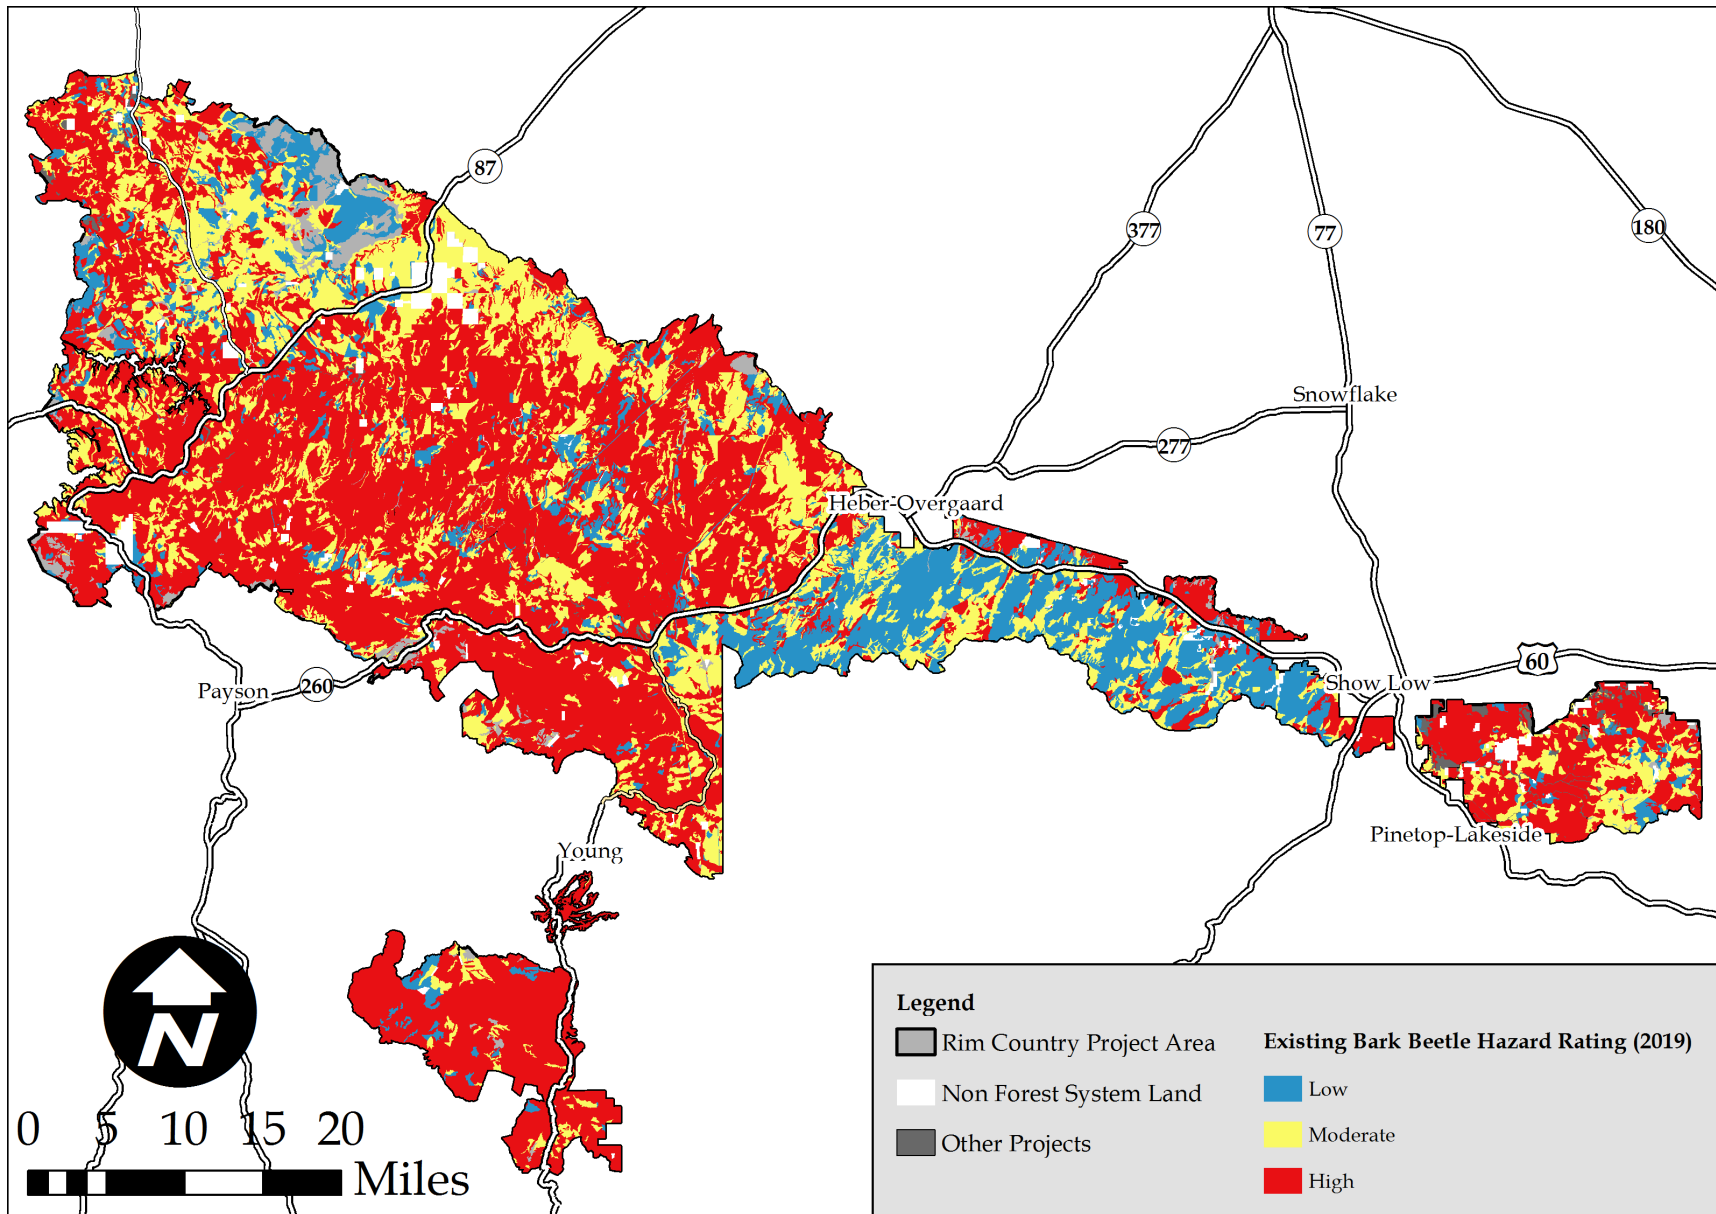 87
377
77
180
Snowflake
277
Heber-Overgaard
60
Payson
260
Show Low
Pinetop-Lakeside
Young
N
0 5 10 15 20
Miles
Legend
Rim Country Project Area
Non Forest System Land
Other Projects
Existing Bark Beetle Hazard Rating (2019)
Low
Moderate
High